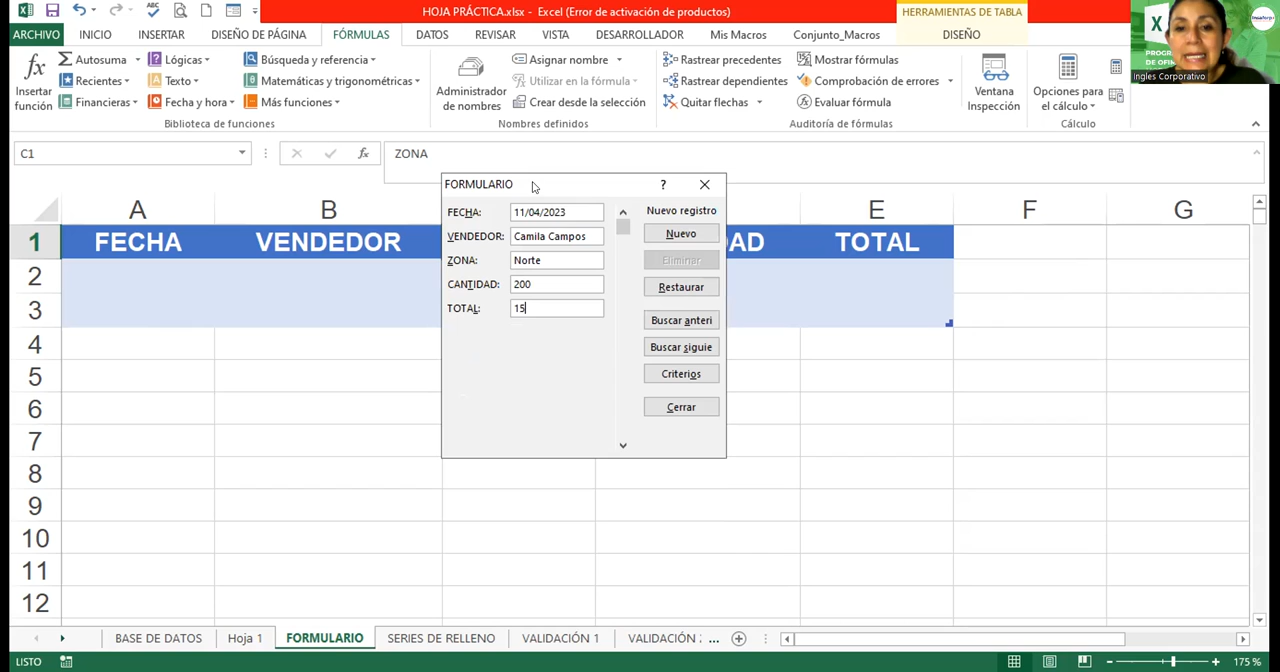 HOJA PRÁCTICA.xlsx - Excel (Error de activación de productos)
HERRAMIENTAS DE TABLA
ARCHIVO INICIO INSERTAR DISEÑO DE PÁGINA FÓRMULAS DATOS REVISAR VISTA DESARROLLADOR Mis Macros Conjunto_Macros DISEÑO
Insertar función
Autosuma
Recientes
Financieras
Lógicas
Texto
Fecha y hora
Búsqueda y referencia
Matemáticas y trigonométricas
Más funciones
Biblioteca de funciones
Administrador de nombres
Asignar nombre
Utilizar en la fórmula
Crear desde la selección
Nombres definidos
Rastrear precedentes
Rastrear dependientes
Quitar flechas
Mostrar fórmulas
Comprobación de errores
Evaluar fórmula
Auditoría de fórmulas
Ventana Inspección
Opciones para el cálculo
Cálculo
Ingles Corporativo
C1
fx
ZONA
FORMULARIO ?
FECHA: 11/04/2023
VENDEDOR: Camila Campos
ZONA: Norte
CANTIDAD: 200
TOTAL: 15
Nuevo registro
Nuevo
Eliminar
Restaurar
Buscar anteri
Buscar siguie
Criterios
Cerrar
A B E F G
1 FECHA VENDEDOR AD TOTAL
2
3
4
5
6
7
8
9
10
11
12
BASE DE DATOS Hoja 1 FORMULARIO SERIES DE RELLENO VALIDACIÓN 1 VALIDACIÓN ...
LISTO
175 %